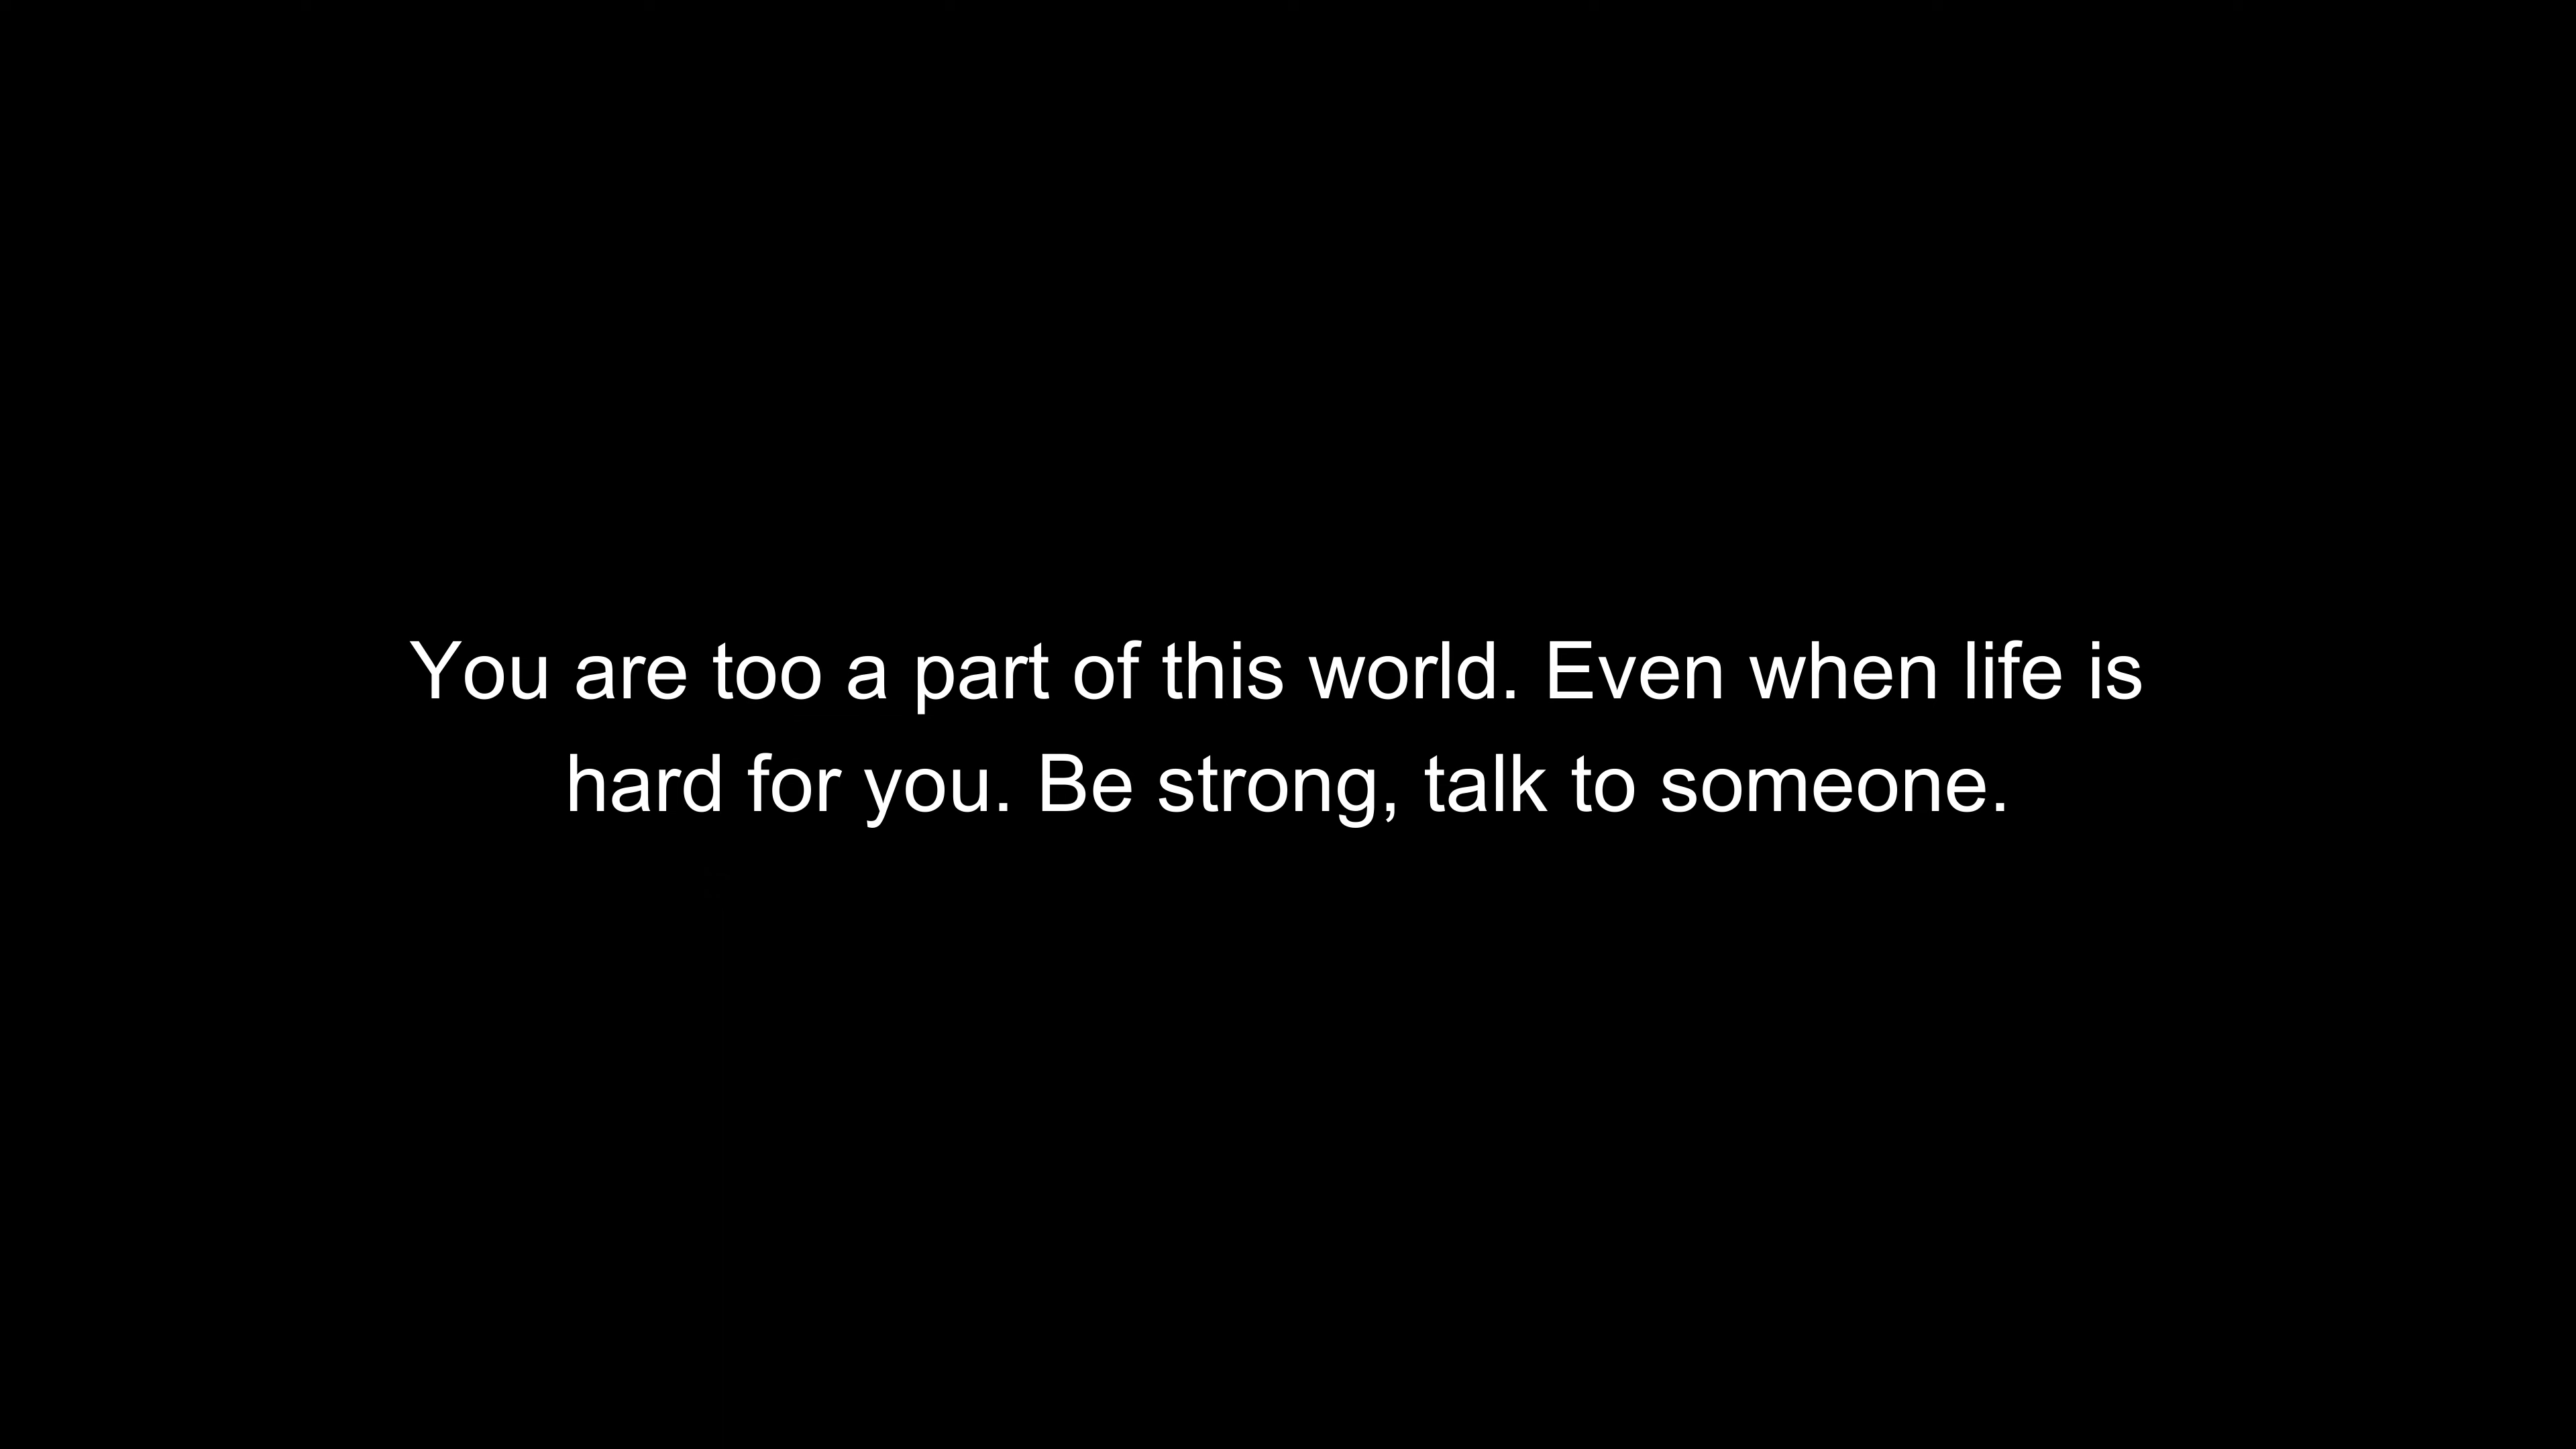 You are too a part of this world. Even when life is
hard for you. Be strong, talk to someone.